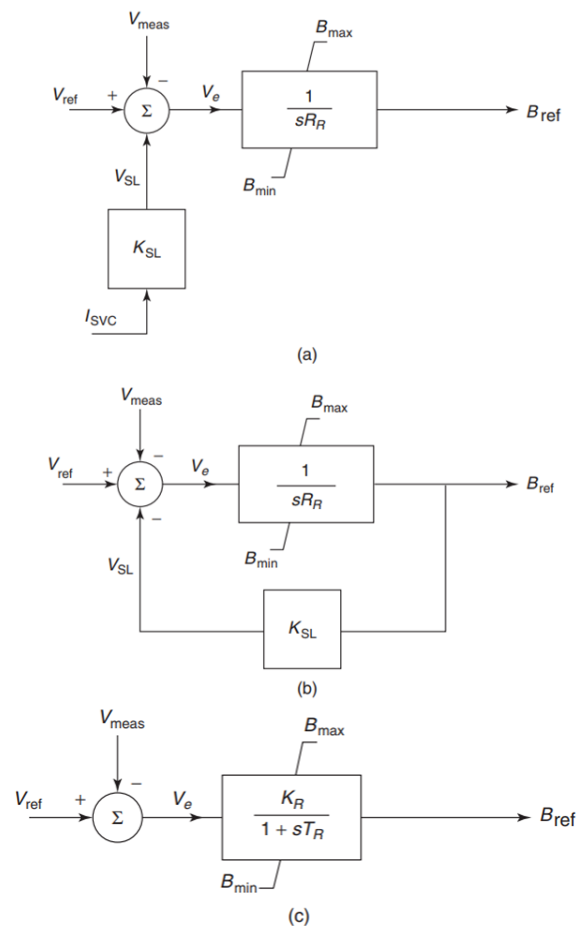 V_meas
B_max
V_ref
+
−
Σ
V_e
1
sR_R
B_ref
V_SL
B_min
K_SL
I_SVC
(a)
V_meas
B_max
V_ref
+
−
Σ
V_e
1
sR_R
B_ref
−
V_SL
B_min
K_SL
(b)
V_meas
B_max
V_ref
+
−
Σ
V_e
K_R
1 + sT_R
B_ref
B_min
(c)